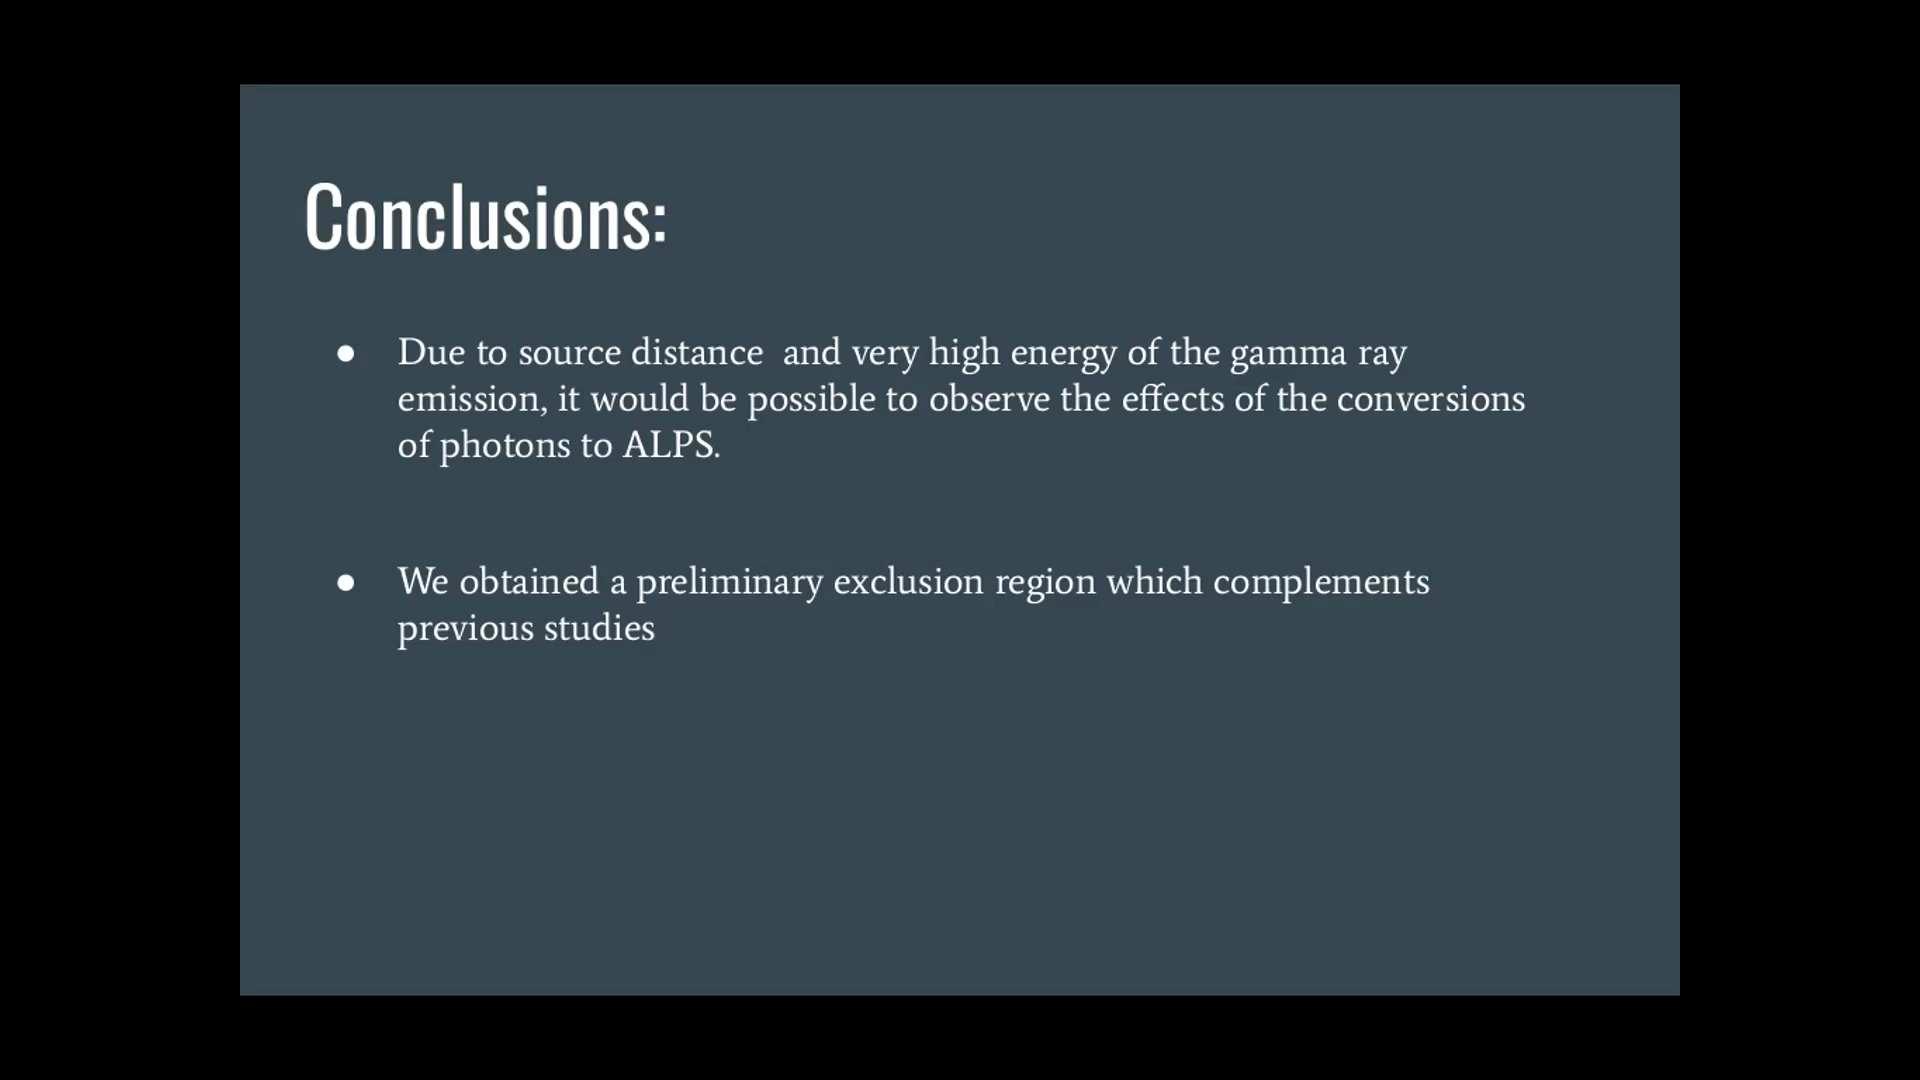 Conclusions:
● Due to source distance  and very high energy of the gamma ray
emission, it would be possible to observe the effects of the conversions
of photons to ALPS.
● We obtained a preliminary exclusion region which complements
previous studies